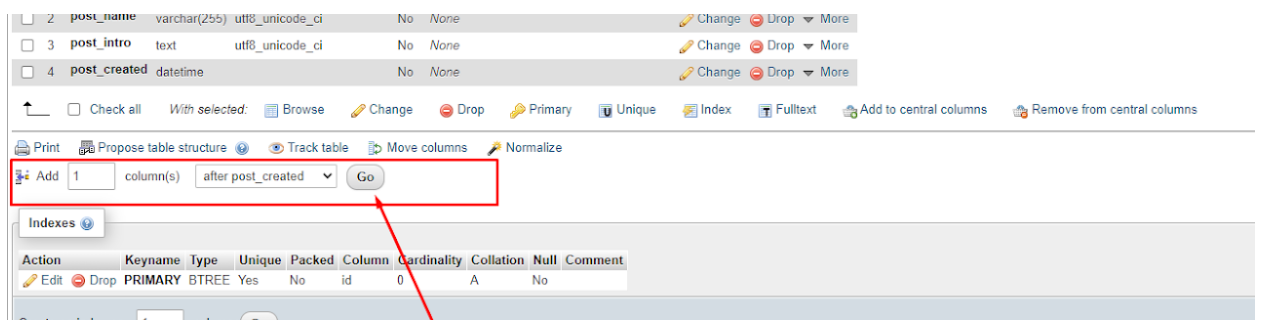 2 post_name varchar(255) utf8_unicode_ci No None Change Drop More
3 post_intro text utf8_unicode_ci No None Change Drop More
4 post_created datetime No None Change Drop More
Check all With selected: Browse Change Drop Primary Unique Index Fulltext Add to central columns Remove from central columns
Print Propose table structure Track table Move columns Normalize
Add 1 column(s) after post_created Go
Indexes
Action Keyname Type Unique Packed Column Cardinality Collation Null Comment
Edit Drop PRIMARY BTREE Yes No id 0 A No